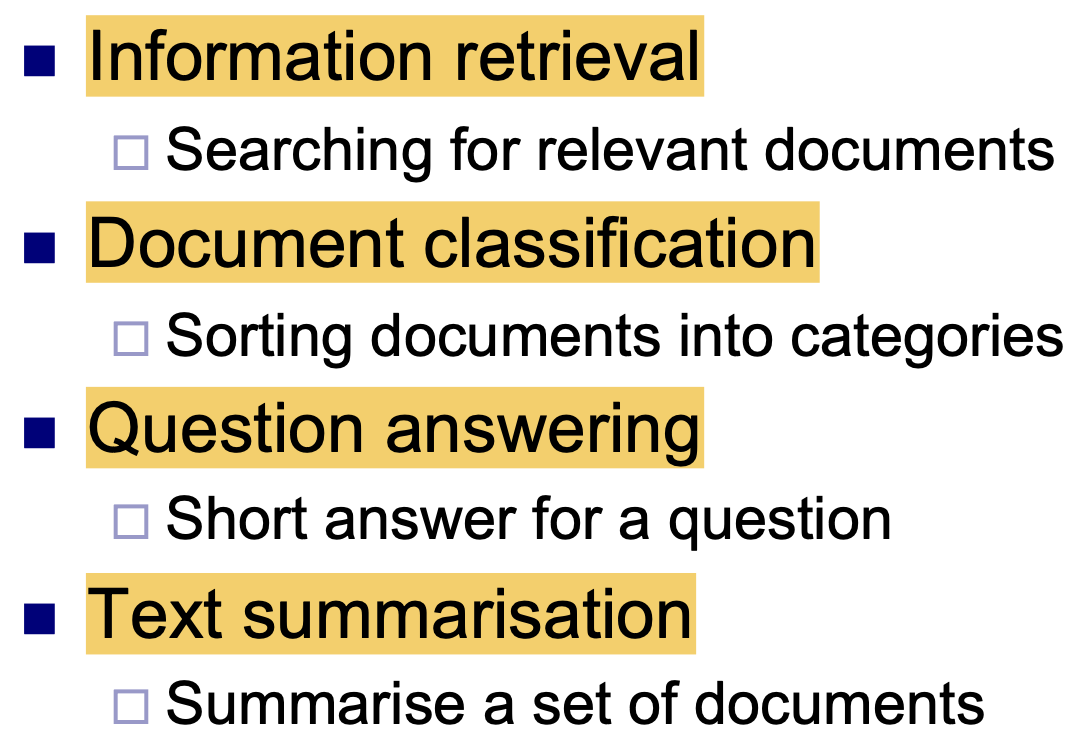 Information retrieval
Searching for relevant documents
Document classification
Sorting documents into categories
Question answering
Short answer for a question
Text summarisation
Summarise a set of documents